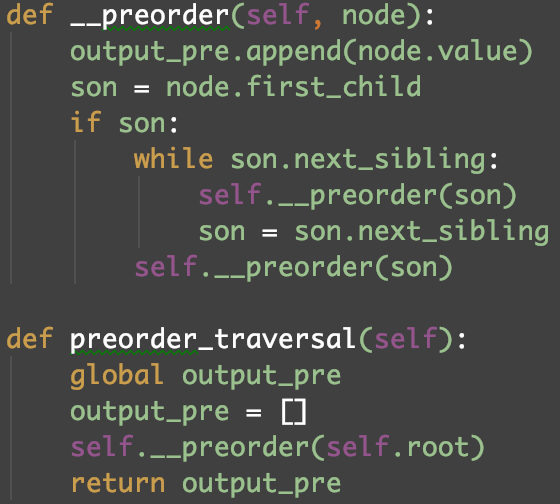 def __preorder(self, node):
    output_pre.append(node.value)
    son = node.first_child
    if son:
        while son.next_sibling:
            self.__preorder(son)
            son = son.next_sibling
        self.__preorder(son)

def preorder_traversal(self):
    global output_pre
    output_pre = []
    self.__preorder(self.root)
    return output_pre